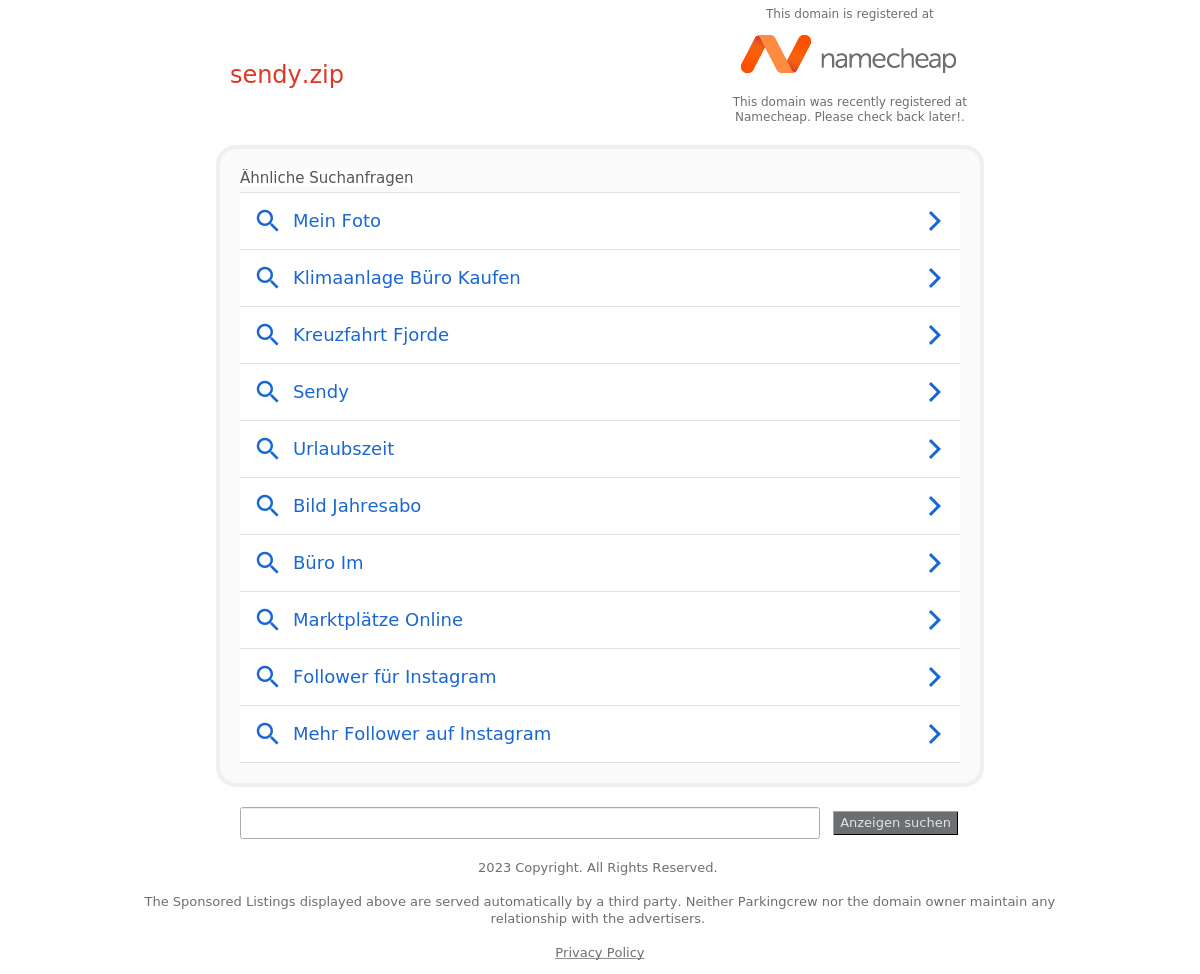 This domain is registered at
namecheap
sendy.zip
This domain was recently registered at
Namecheap. Please check back later!.
Ähnliche Suchanfragen
Mein Foto
Klimaanlage Büro Kaufen
Kreuzfahrt Fjorde
Sendy
Urlaubszeit
Bild Jahresabo
Büro Im
Marktplätze Online
Follower für Instagram
Mehr Follower auf Instagram
Anzeigen suchen
2023 Copyright. All Rights Reserved.
The Sponsored Listings displayed above are served automatically by a third party. Neither Parkingcrew nor the domain owner maintain any
relationship with the advertisers.
Privacy Policy